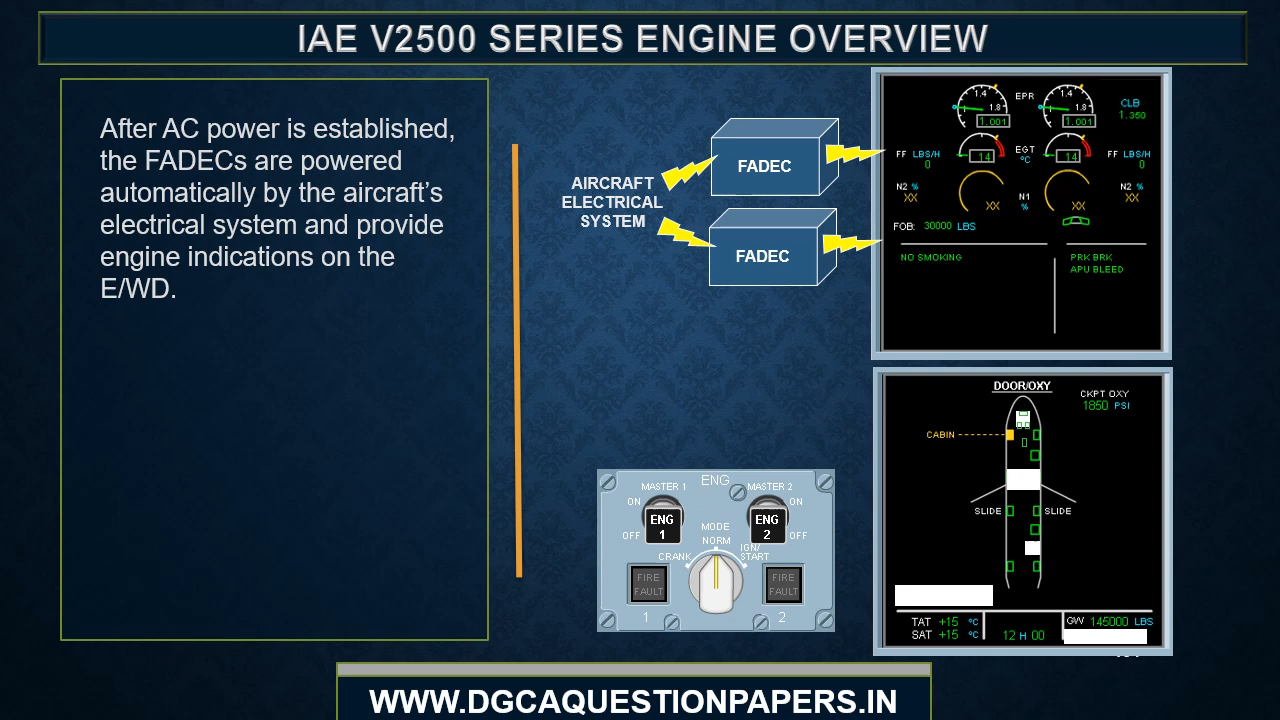 IAE V2500 SERIES ENGINE OVERVIEW
After AC power is established,
the FADECs are powered
automatically by the aircraft’s
electrical system and provide
engine indications on the
E/WD.
AIRCRAFT
ELECTRICAL
SYSTEM
FADEC
FADEC
1.4 EPR 1.4
1.8 1.8
1.001 1.001
CLB
1.350
FF LBS/H EGT FF LBS/H
0 14 °C 14 0
N2 % N1 N2 %
XX XX % XX XX
FOB: 30000 LBS
NO SMOKING PRK BRK
APU BLEED
DOOR/OXY
CKPT OXY
1850 PSI
CABIN
SLIDE SLIDE
TAT +15 °C GW 145000 LBS
SAT +15 °C 12 H 00
ENG
MASTER 1 MASTER 2
ON ON
ENG ENG
1 2
OFF OFF
MODE
NORM
CRANK IGN/
START
FIRE FIRE
FAULT FAULT
1 2
WWW.DGCAQUESTIONPAPERS.IN